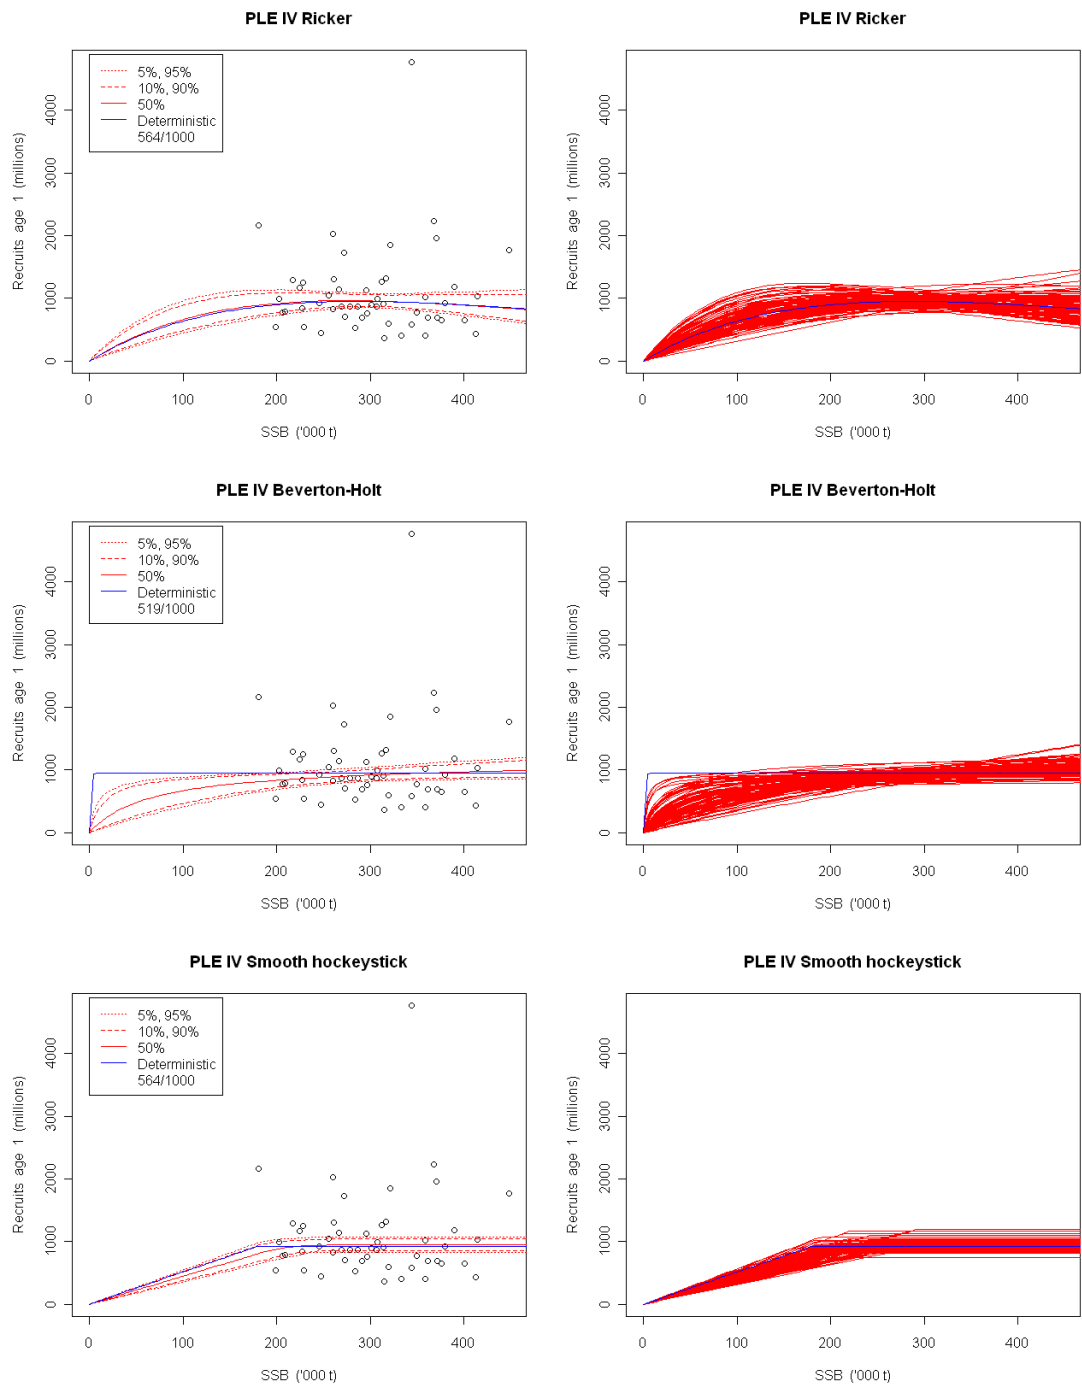 PLE IV Ricker
5%, 95%
10%, 90%
50%
Deterministic
564/1000
Recruits age 1 (millions)
0 1000 2000 3000 4000
0 100 200 300 400
SSB ('000 t)
PLE IV Ricker
Recruits age 1 (millions)
0 1000 2000 3000 4000
0 100 200 300 400
SSB ('000 t)
PLE IV Beverton-Holt
5%, 95%
10%, 90%
50%
Deterministic
519/1000
Recruits age 1 (millions)
0 1000 2000 3000 4000
0 100 200 300 400
SSB ('000 t)
PLE IV Beverton-Holt
Recruits age 1 (millions)
0 1000 2000 3000 4000
0 100 200 300 400
SSB ('000 t)
PLE IV Smooth hockeystick
5%, 95%
10%, 90%
50%
Deterministic
564/1000
Recruits age 1 (millions)
0 1000 2000 3000 4000
0 100 200 300 400
SSB ('000 t)
PLE IV Smooth hockeystick
Recruits age 1 (millions)
0 1000 2000 3000 4000
0 100 200 300 400
SSB ('000 t)